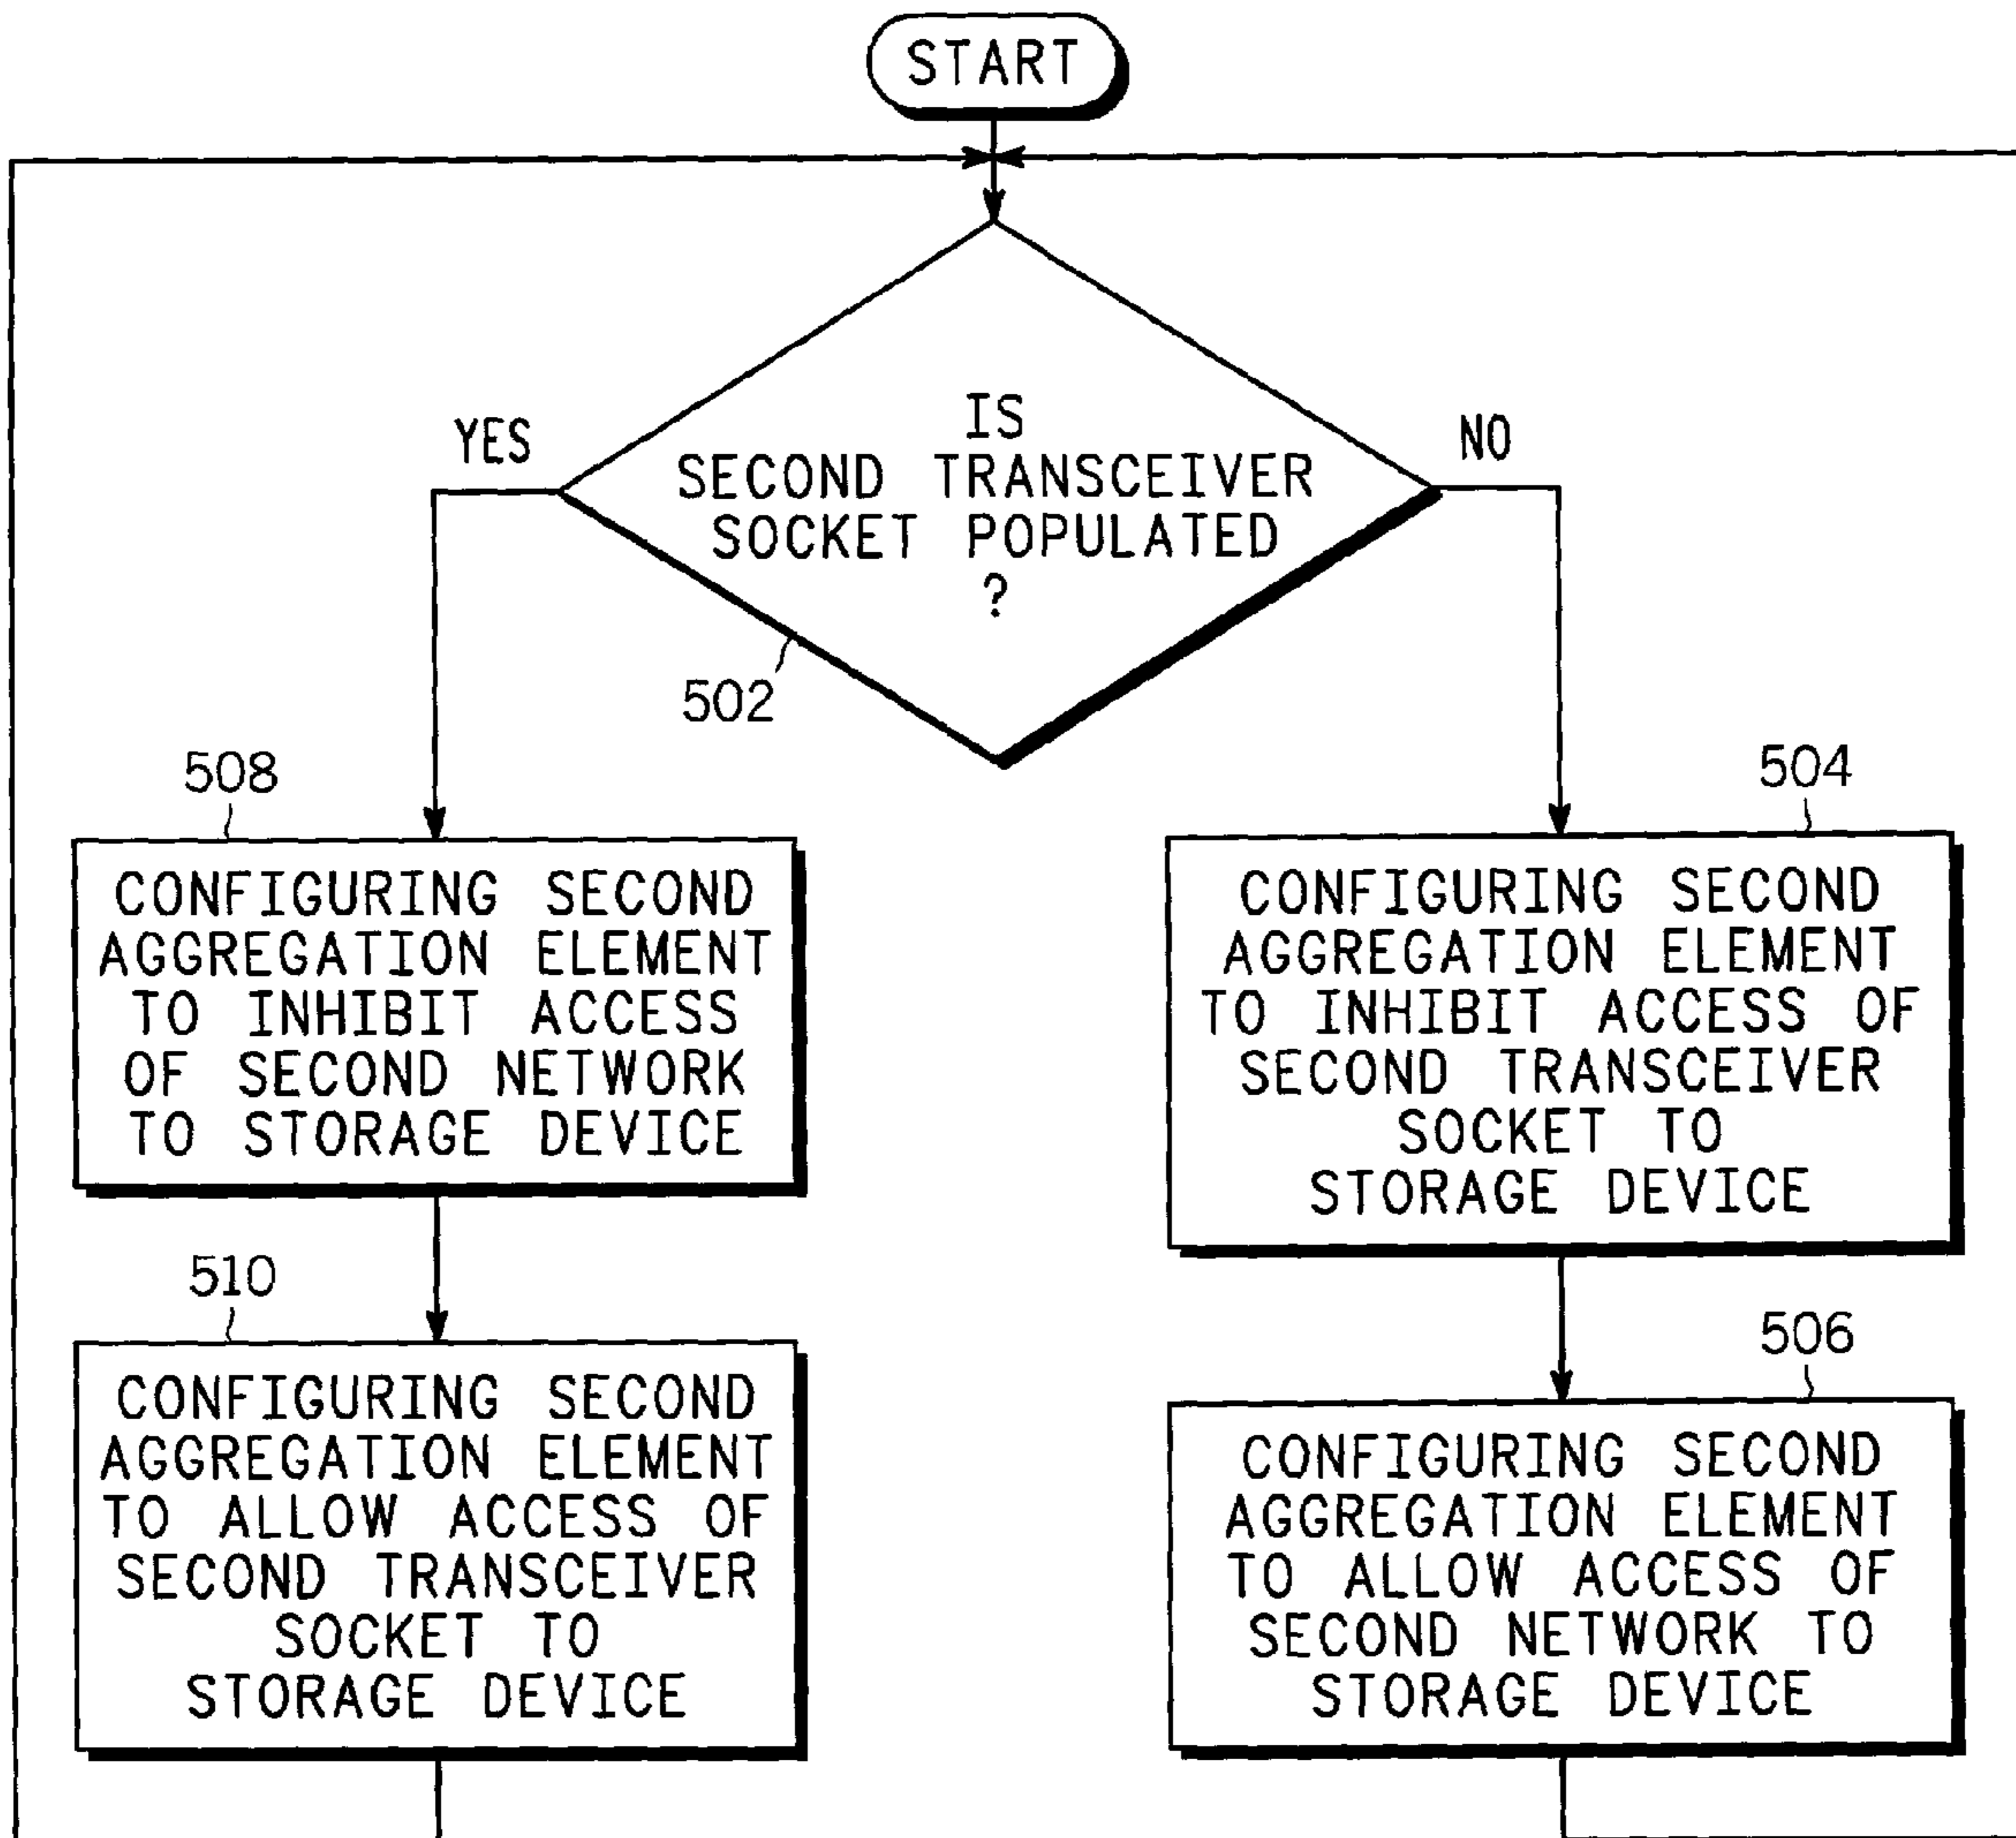 START
IS
SECOND TRANSCEIVER
SOCKET POPULATED
?
YES
NO
502
508
CONFIGURING SECOND
AGGREGATION ELEMENT
TO INHIBIT ACCESS
OF SECOND NETWORK
TO STORAGE DEVICE
510
CONFIGURING SECOND
AGGREGATION ELEMENT
TO ALLOW ACCESS OF
SECOND TRANSCEIVER
SOCKET TO
STORAGE DEVICE
504
CONFIGURING SECOND
AGGREGATION ELEMENT
TO INHIBIT ACCESS OF
SECOND TRANSCEIVER
SOCKET TO
STORAGE DEVICE
506
CONFIGURING SECOND
AGGREGATION ELEMENT
TO ALLOW ACCESS OF
SECOND NETWORK TO
STORAGE DEVICE